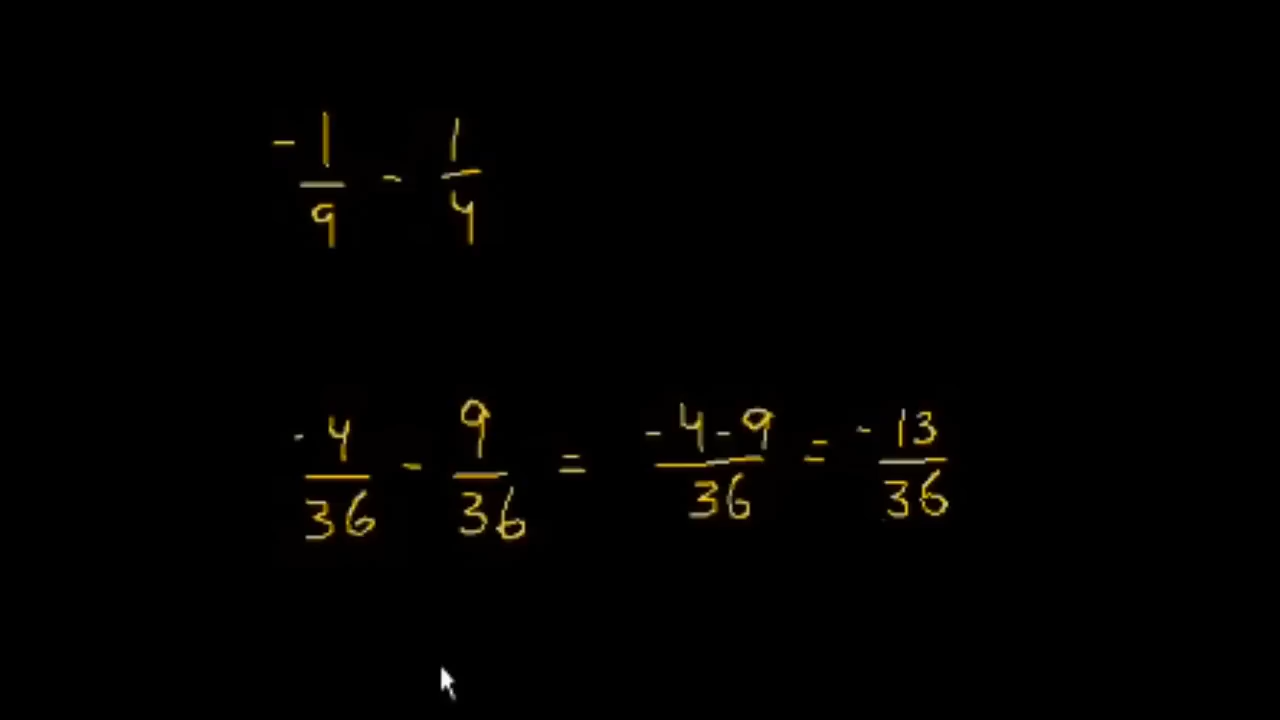 -1/9 - 1/4
-4/36 - 9/36 = -4-9/36 = -13/36